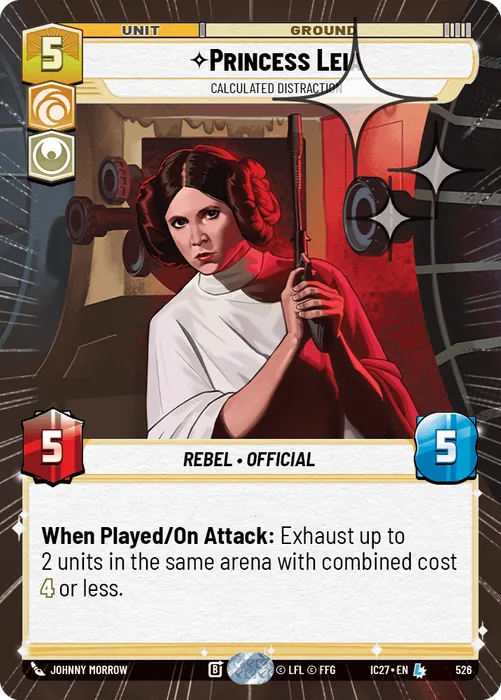 UNIT GROUND
5
✧PRINCESS LEIA
CALCULATED DISTRACTION
5
5
REBEL • OFFICIAL
When Played/On Attack: Exhaust up to
2 units in the same arena with combined cost
4 or less.
JOHNNY MORROW © LFL © FFG IC27 • EN 526